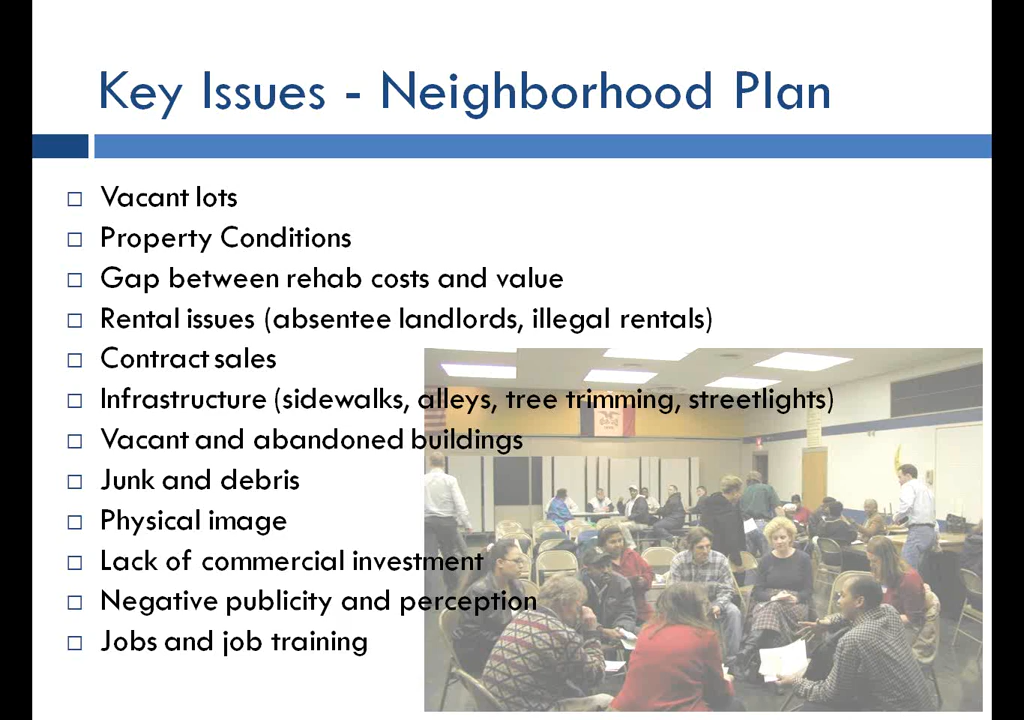 Key Issues - Neighborhood Plan
Vacant lots
Property Conditions
Gap between rehab costs and value
Rental issues (absentee landlords, illegal rentals)
Contract sales
Infrastructure (sidewalks, alleys, tree trimming, streetlights)
Vacant and abandoned buildings
Junk and debris
Physical image
Lack of commercial investment
Negative publicity and perception
Jobs and job training